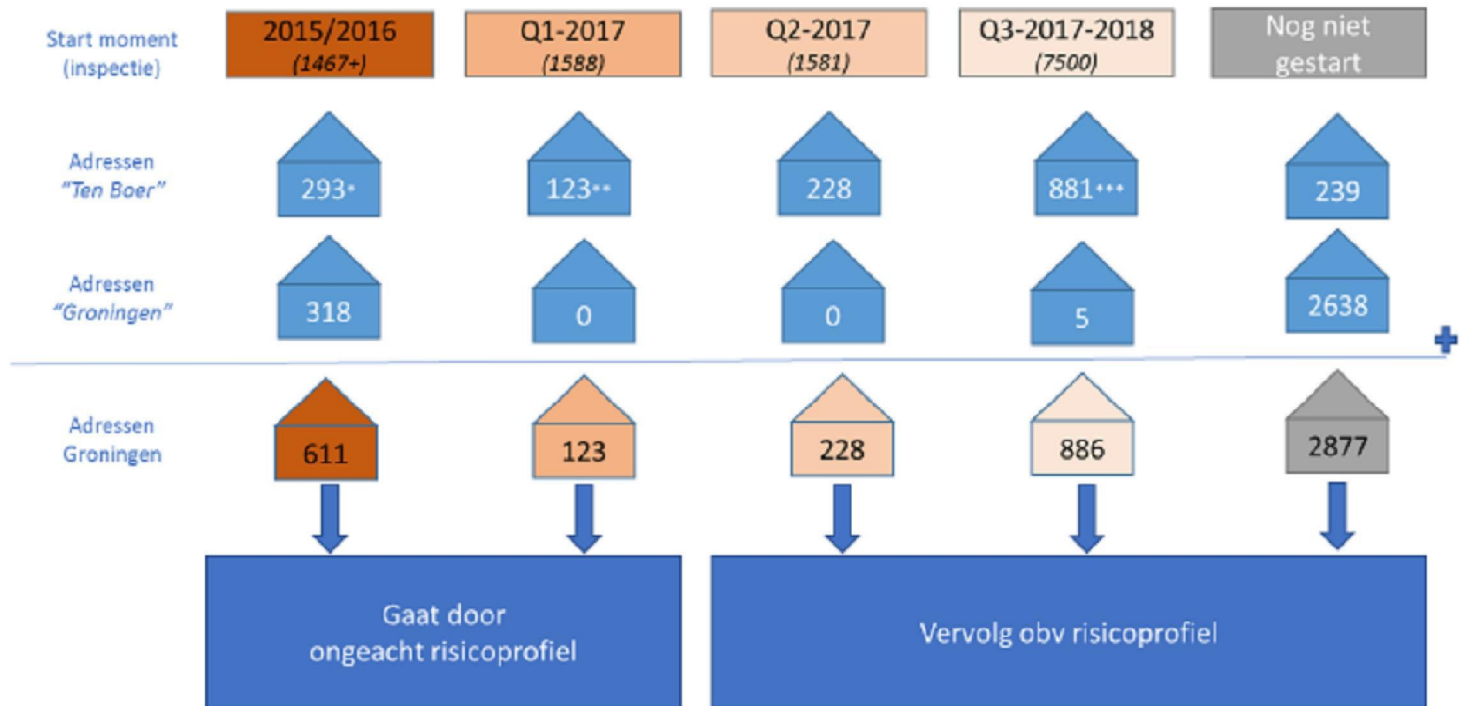 Start moment
(inspectie)
2015/2016
(1467+)
Q1-2017
(1588)
Q2-2017
(1581)
Q3-2017-2018
(7500)
Nog niet
gestart
Adressen
"Ten Boer"
293*
123**
228
881***
239
Adressen
"Groningen"
318
0
0
5
2638
Adressen
Groningen
611
123
228
886
2877
Gaat door
ongeacht risicoprofiel
Vervolg obv risicoprofiel